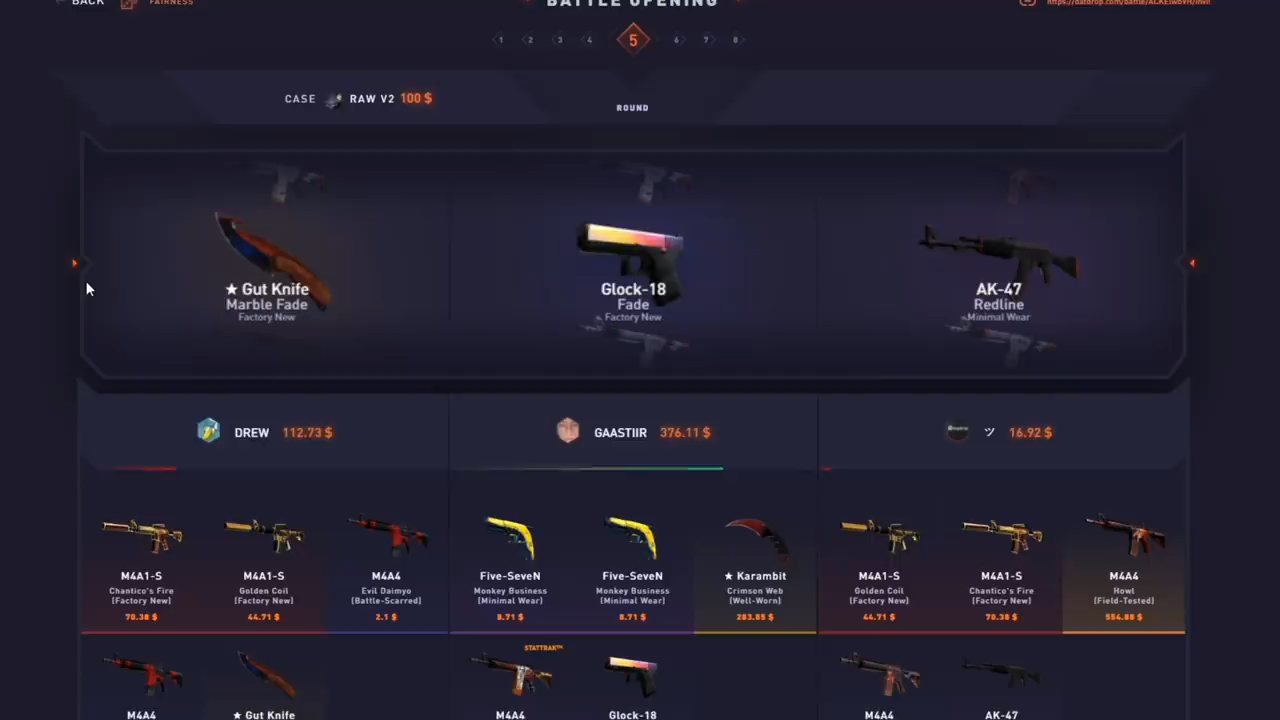 BACK FAIRNESS BATTLE OPENING
1 2 3 4 5 6 7 8
CASE RAW V2 100 $
ROUND
★ Gut Knife
Marble Fade
Factory New
Glock-18
Fade
Factory New
AK-47
Redline
Minimal Wear
DREW 112.73 $
GAASTIIR 376.11 $
ツ 16.92 $
M4A1-S
Chantico's Fire
(Factory New)
70.38 $
M4A1-S
Golden Coil
(Factory New)
44.71 $
M4A4
Evil Daimyo
(Battle-Scarred)
2.1 $
Five-SeveN
Monkey Business
(Minimal Wear)
8.71 $
Five-SeveN
Monkey Business
(Minimal Wear)
8.71 $
★ Karambit
Crimson Web
(Well-Worn)
283.85 $
M4A1-S
Golden Coil
(Factory New)
44.71 $
M4A1-S
Chantico's Fire
(Factory New)
70.38 $
M4A4
Howl
(Field-Tested)
554.88 $
M4A4
★ Gut Knife
STATTRAK™
M4A4
Glock-18
M4A4
AK-47